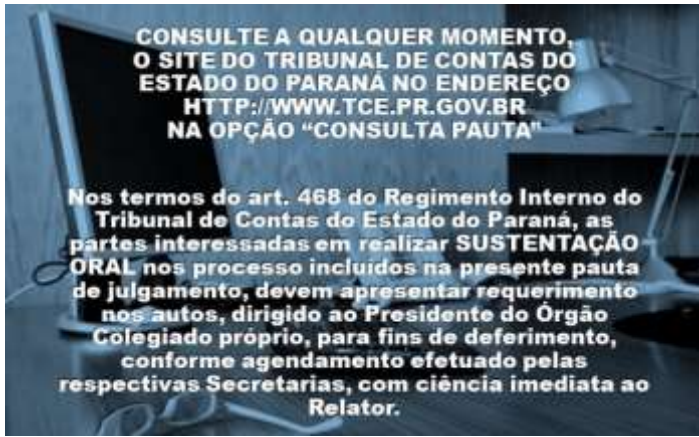 CONSULTE A QUALQUER MOMENTO,
O SITE DO TRIBUNAL DE CONTAS DO
ESTADO DO PARANÁ NO ENDEREÇO
HTTP://WWW.TCE.PR.GOV.BR
NA OPÇÃO “CONSULTA PAUTA”
Nos termos do art. 468 do Regimento Interno do
Tribunal de Contas do Estado do Paraná, as
partes interessadas em realizar SUSTENTAÇÃO
ORAL nos processo incluídos na presente pauta
de julgamento, devem apresentar requerimento
nos autos, dirigido ao Presidente do Órgão
Colegiado próprio, para fins de deferimento,
conforme agendamento efetuado pelas
respectivas Secretarias, com ciência imediata ao
Relator.